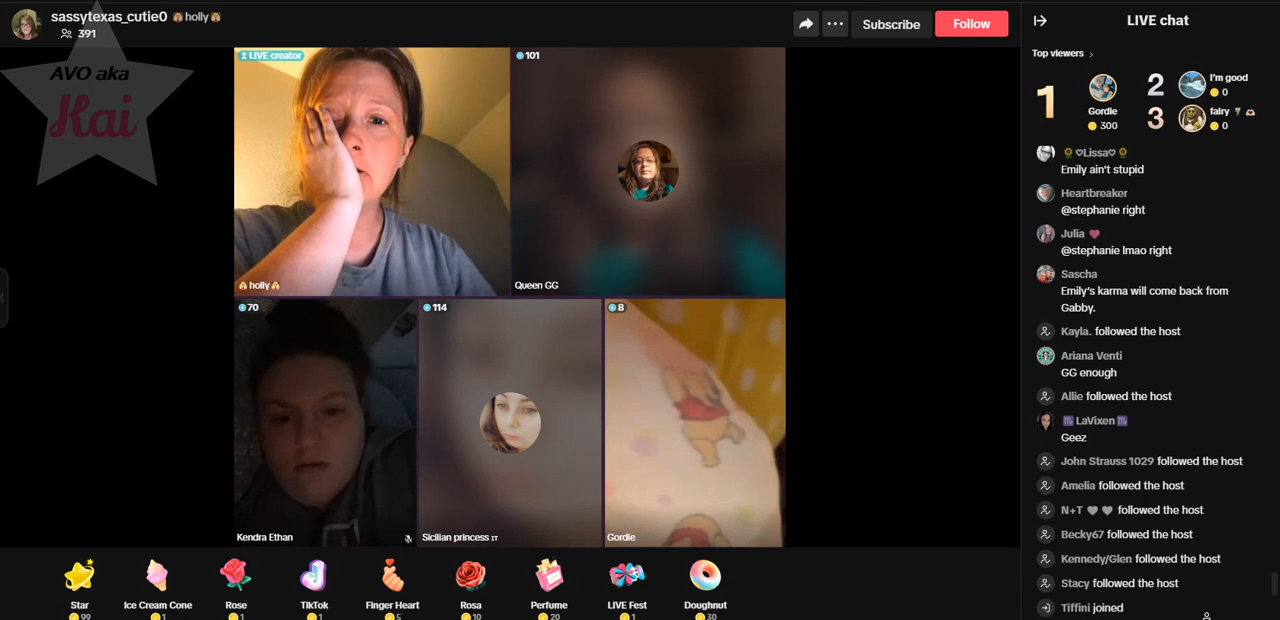 sassytexas_cutie0 🙈holly🙈
391
Subscribe
Follow
LIVE chat
AVO aka
Kai
LIVE creator
101
holly
Queen GG
70
114
8
Kendra Ethan
Sicilian princess IT
Gordie
Top viewers
1
Gordie
300
2
I'm good
0
3
fairy
0
♡Lissa♡
Emily ain't stupid
Heartbreaker
@stephanie right
Julia
@stephanie lmao right
Sascha
Emily's karma will come back from
Gabby.
Kayla. followed the host
Ariana Venti
GG enough
Allie followed the host
♏LaVixen♏
Geez
John Strauss 1029 followed the host
Amelia followed the host
N+T followed the host
Becky67 followed the host
Kennedy/Glen followed the host
Stacy followed the host
Tiffini joined
Star
Ice Cream Cone
Rose
TikTok
Finger Heart
Rosa
Perfume
LIVE Fest
Doughnut
99
1
1
1
5
10
20
1
30